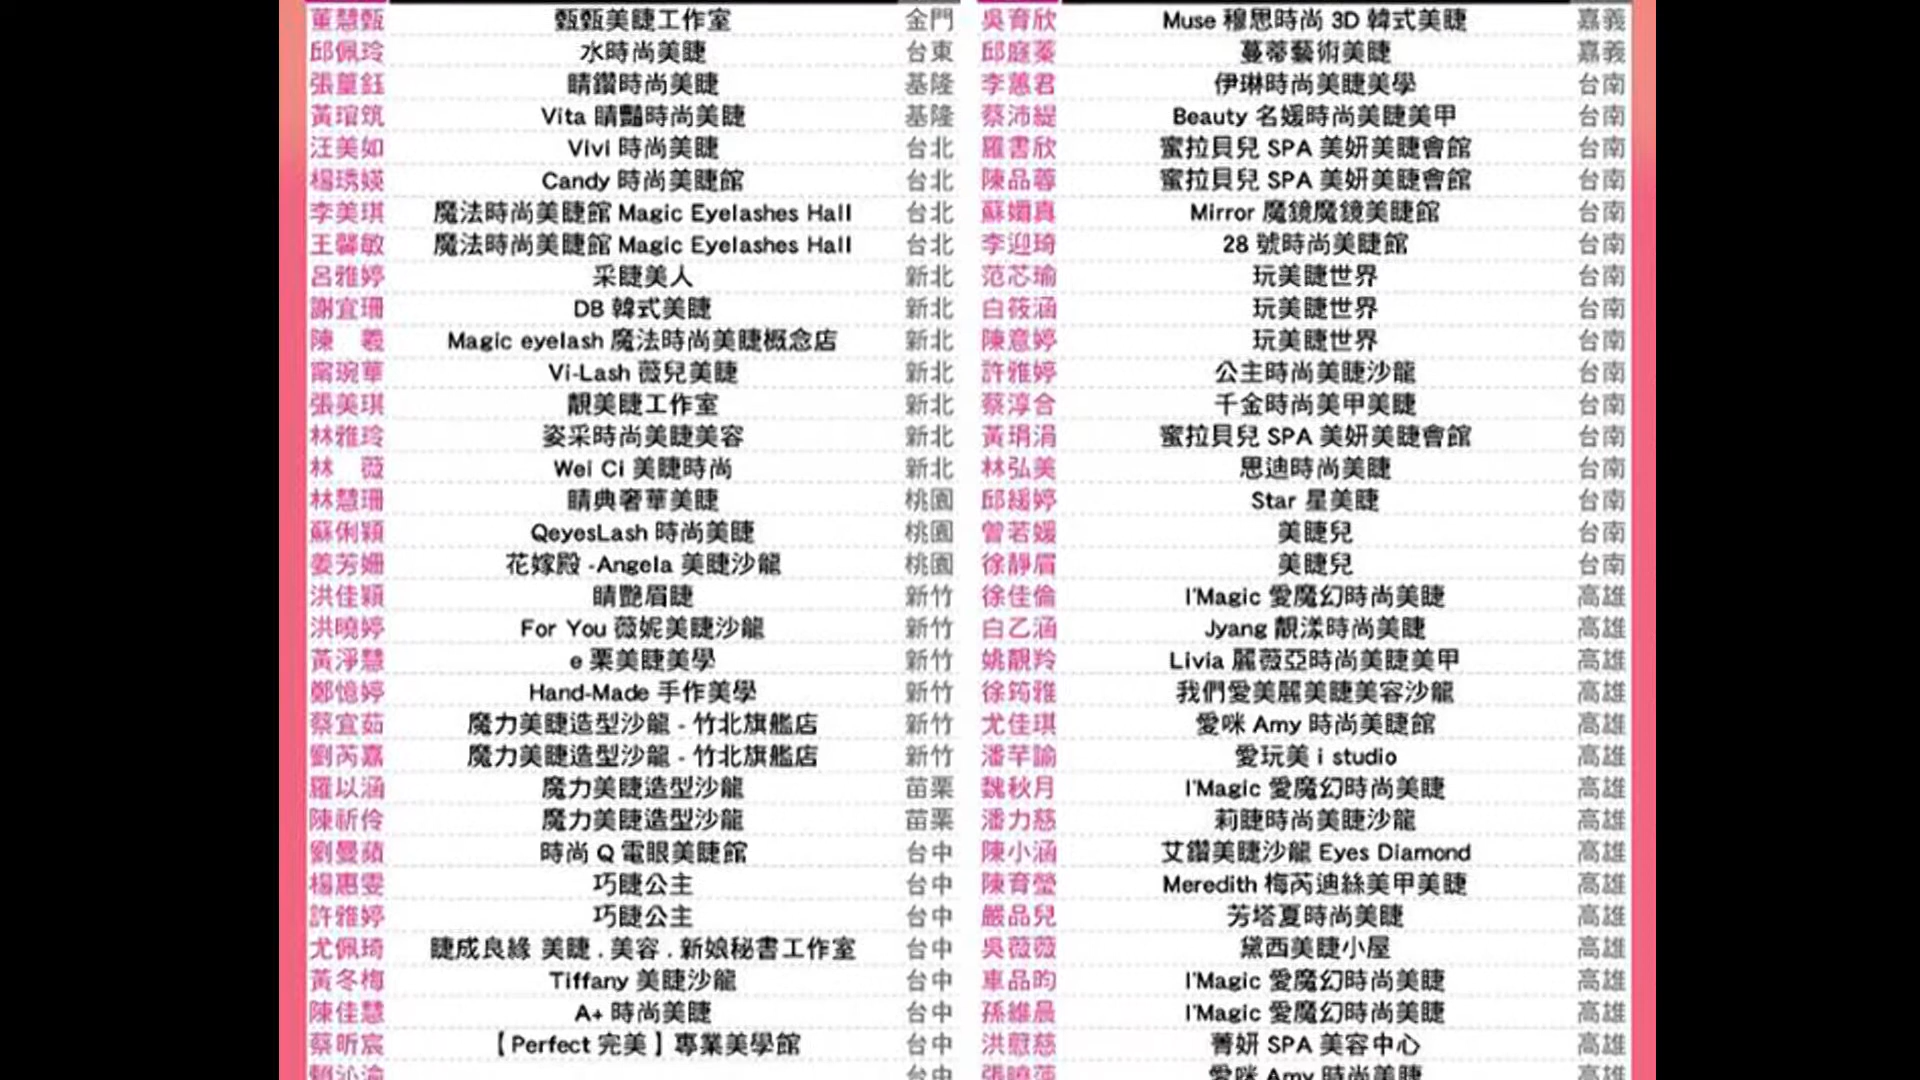 董慧甄 甄甄美睫工作室 金門
邱佩玲 水時尚美睫 台東
張篁鈺 睛鑽時尚美睫 基隆
黃琯筑 Vita 睛豔時尚美睫 基隆
汪美如 Vivi 時尚美睫 台北
楊琇媖 Candy 時尚美睫館 台北
李美琪 魔法時尚美睫館 Magic Eyelashes Hall 台北
王馨敏 魔法時尚美睫館 Magic Eyelashes Hall 台北
呂雅婷 采睫美人 新北
謝宜珊 DB 韓式美睫 新北
陳 羲 Magic eyelash 魔法時尚美睫概念店 新北
甯琬華 Vi-Lash 薇兒美睫 新北
張美琪 靚美睫工作室 新北
林雅玲 姿采時尚美睫美容 新北
林 薇 Wei Ci 美睫時尚 新北
林慧珊 睛典奢華美睫 桃園
蘇俐穎 QeyesLash 時尚美睫 桃園
姜芳姍 花嫁殿 -Angela 美睫沙龍 桃園
洪佳穎 睛艷眉睫 新竹
洪曉婷 For You 薇妮美睫沙龍 新竹
黃淨慧 e 栗美睫美學 新竹
鄭憶婷 Hand-Made 手作美學 新竹
蔡宜茹 魔力美睫造型沙龍 - 竹北旗艦店 新竹
劉芮嘉 魔力美睫造型沙龍 - 竹北旗艦店 新竹
羅以涵 魔力美睫造型沙龍 苗栗
陳祈伶 魔力美睫造型沙龍 苗栗
劉曼蘋 時尚 Q 電眼美睫館 台中
楊惠雯 巧睫公主 台中
許雅婷 巧睫公主 台中
尤佩琦 睫成良緣 美睫 . 美容 . 新娘秘書工作室 台中
黃冬梅 Tiffany 美睫沙龍 台中
陳佳慧 A+ 時尚美睫 台中
蔡昕宸 【Perfect 完美】專業美學館 台中
台中
吳育欣 Muse 穆思時尚 3D 韓式美睫 嘉義
邱庭蓁 蔓蒂藝術美睫 嘉義
李蕙君 伊琳時尚美睫美學 台南
蔡沛緹 Beauty 名媛時尚美睫美甲 台南
羅書欣 蜜拉貝兒 SPA 美妍美睫會館 台南
陳品蓉 蜜拉貝兒 SPA 美妍美睫會館 台南
蘇媚真 Mirror 魔鏡魔鏡美睫館 台南
李迎琦 28 號時尚美睫館 台南
范芯瑜 玩美睫世界 台南
白筱涵 玩美睫世界 台南
陳意婷 玩美睫世界 台南
許雅婷 公主時尚美睫沙龍 台南
蔡淳合 千金時尚美甲美睫 台南
黃琄涓 蜜拉貝兒 SPA 美妍美睫會館 台南
林弘美 思迪時尚美睫 台南
邱緩婷 Star 星美睫 台南
曾若媛 美睫兒 台南
徐靜眉 美睫兒 台南
徐佳倫 I'Magic 愛魔幻時尚美睫 高雄
白乙涵 Jyang 靚漾時尚美睫 高雄
姚靚羚 Livia 麗薇亞時尚美睫美甲 高雄
徐筠雅 我們愛美麗美睫美容沙龍 高雄
尤佳琪 愛咪 Amy 時尚美睫館 高雄
潘芊諭 愛玩美 i studio 高雄
魏秋月 I'Magic 愛魔幻時尚美睫 高雄
潘力慈 莉睫時尚美睫沙龍 高雄
陳小涵 艾鑽美睫沙龍 Eyes Diamond 高雄
陳育瑩 Meredith 梅芮迪絲美甲美睫 高雄
嚴品兒 芳塔夏時尚美睫 高雄
吳薇薇 黛西美睫小屋 高雄
車品昀 I'Magic 愛魔幻時尚美睫 高雄
孫維晨 I'Magic 愛魔幻時尚美睫 高雄
洪慰慈 菁妍 SPA 美容中心 高雄
愛咪 Amy 時尚美睫 高雄